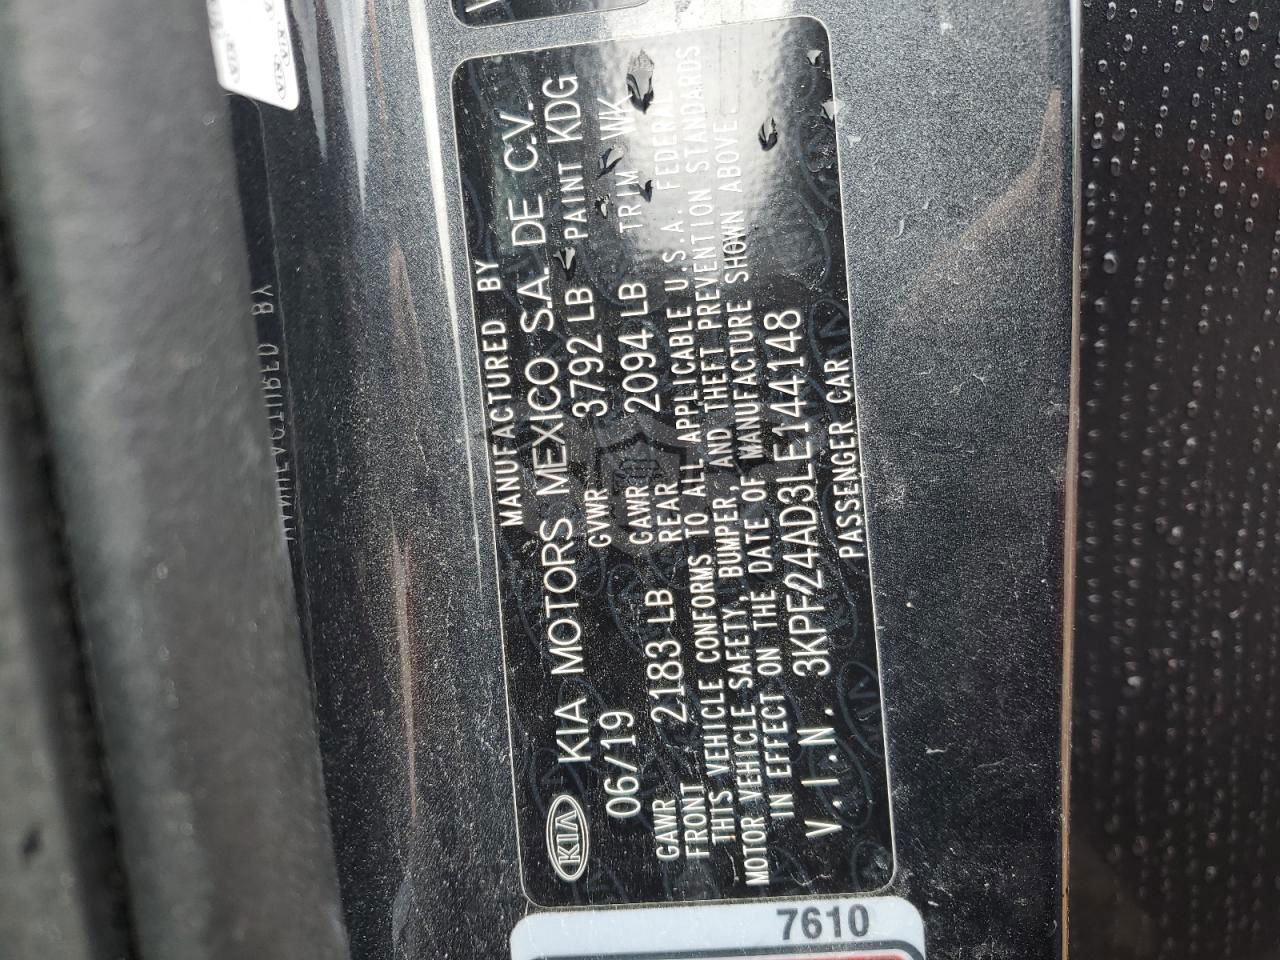 MANUFACTURED BY
KIA KIA MOTORS MEXICO S.A. DE C.V.
06/19 GVWR 3792 LB PAINT KDG
GAWR FRONT 2183 LB GAWR REAR 2094 LB TRIM WK
THIS VEHICLE CONFORMS TO ALL APPLICABLE U.S.A. FEDERAL
MOTOR VEHICLE SAFETY, BUMPER, AND THEFT PREVENTION STANDARDS
IN EFFECT ON THE DATE OF MANUFACTURE SHOWN ABOVE
V.I.N. 3KPF24AD3LE144148
PASSENGER CAR
7610